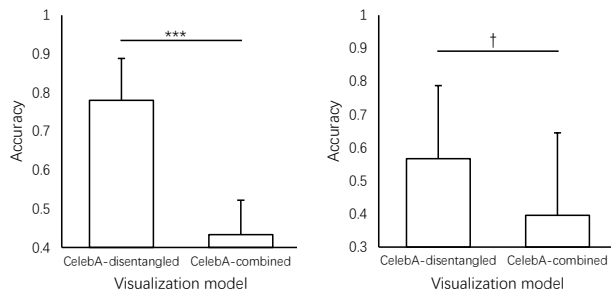 1
0.9
0.8
0.7
0.6
0.5
0.4
Accuracy
***
CelebA-disentangled CelebA-combined
Visualization model
1
0.9
0.8
0.7
0.6
0.5
0.4
0.3
Accuracy
†
CelebA-disentangled CelebA-combined
Visualization model